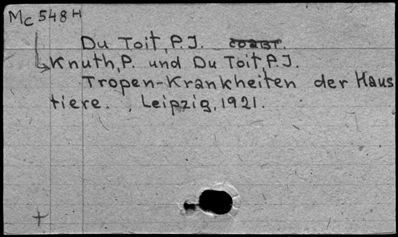 Mc 548 H
Du Toit, P.J.
Knuth, P. und Du Toit, P.J.
Tropen-Krankheiten der Haus
tiere. , Leipzig, 1921.